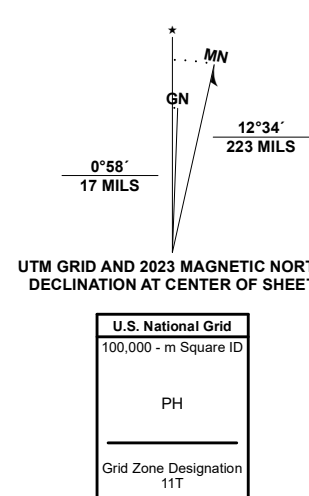 ★
MN
GN
12°34´
223 MILS
0°58´
17 MILS
UTM GRID AND 2023 MAGNETIC NORT
DECLINATION AT CENTER OF SHEET
U.S. National Grid
100,000 - m Square ID
PH
Grid Zone Designation
11T